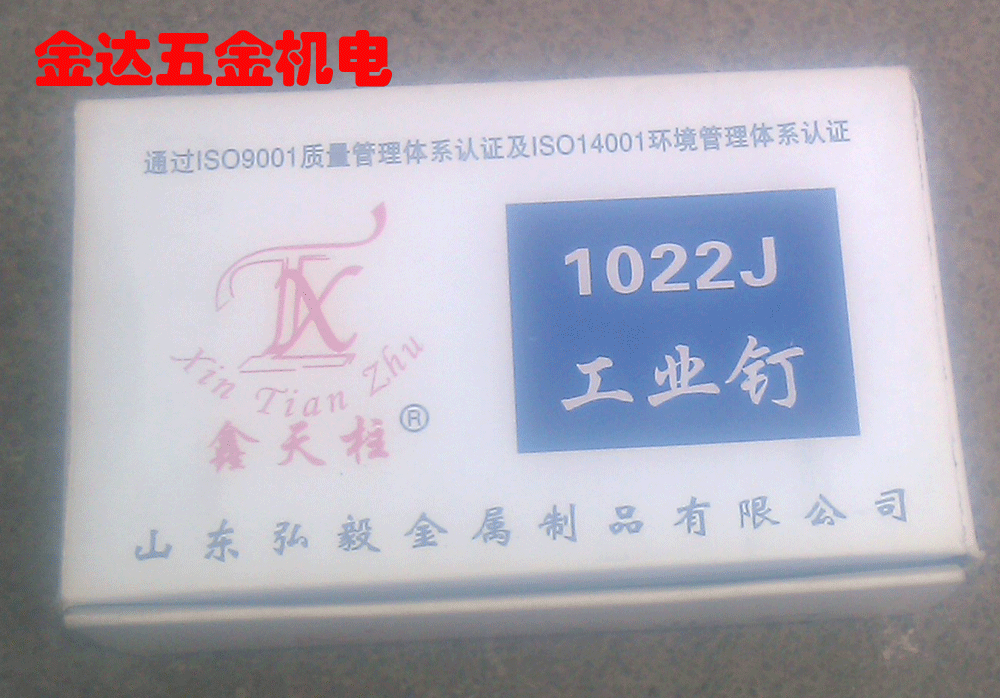 金达五金机电
通过ISO9001质量管理体系认证及ISO14001环境管理体系认证
1022J
工业钉
TX
Xin Tian Zhu
鑫天柱®
山东弘毅金属制品有限公司